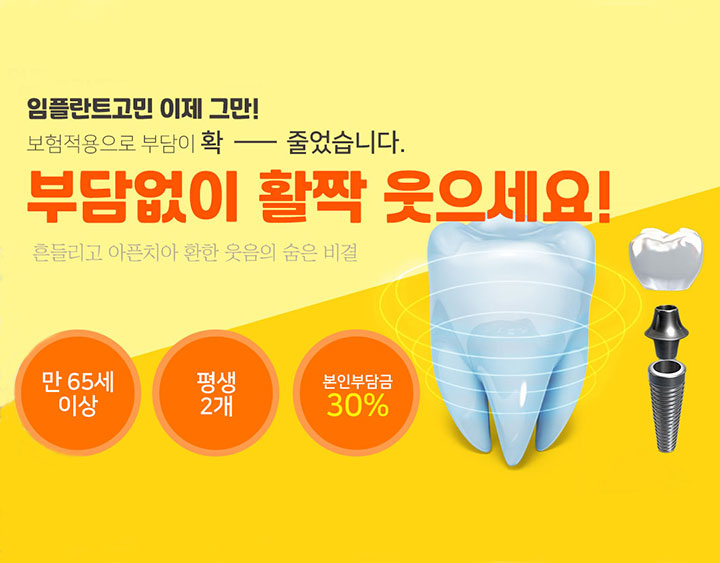 임플란트고민 이제 그만!
보험적용으로 부담이 확 ── 줄었습니다.
부담없이 활짝 웃으세요!
흔들리고 아픈치아 환한 웃음의 숨은 비결
만 65세
이상
평생
2개
본인부담금
30%